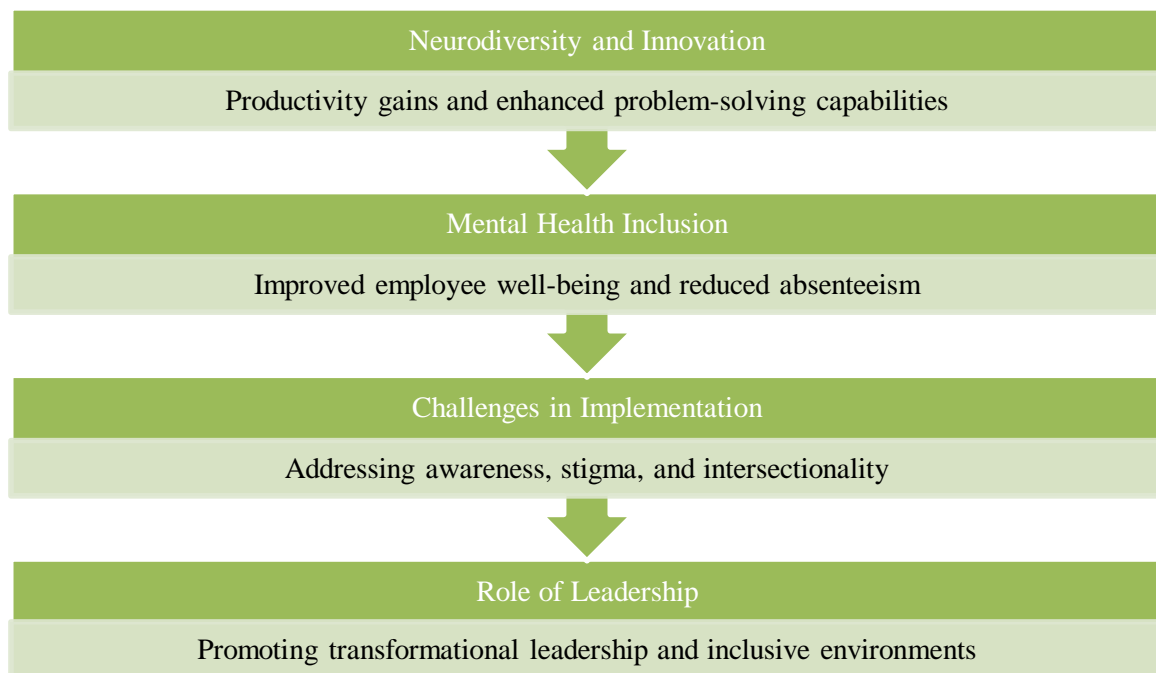 Neurodiversity and Innovation
Productivity gains and enhanced problem-solving capabilities
Mental Health Inclusion
Improved employee well-being and reduced absenteeism
Challenges in Implementation
Addressing awareness, stigma, and intersectionality
Role of Leadership
Promoting transformational leadership and inclusive environments